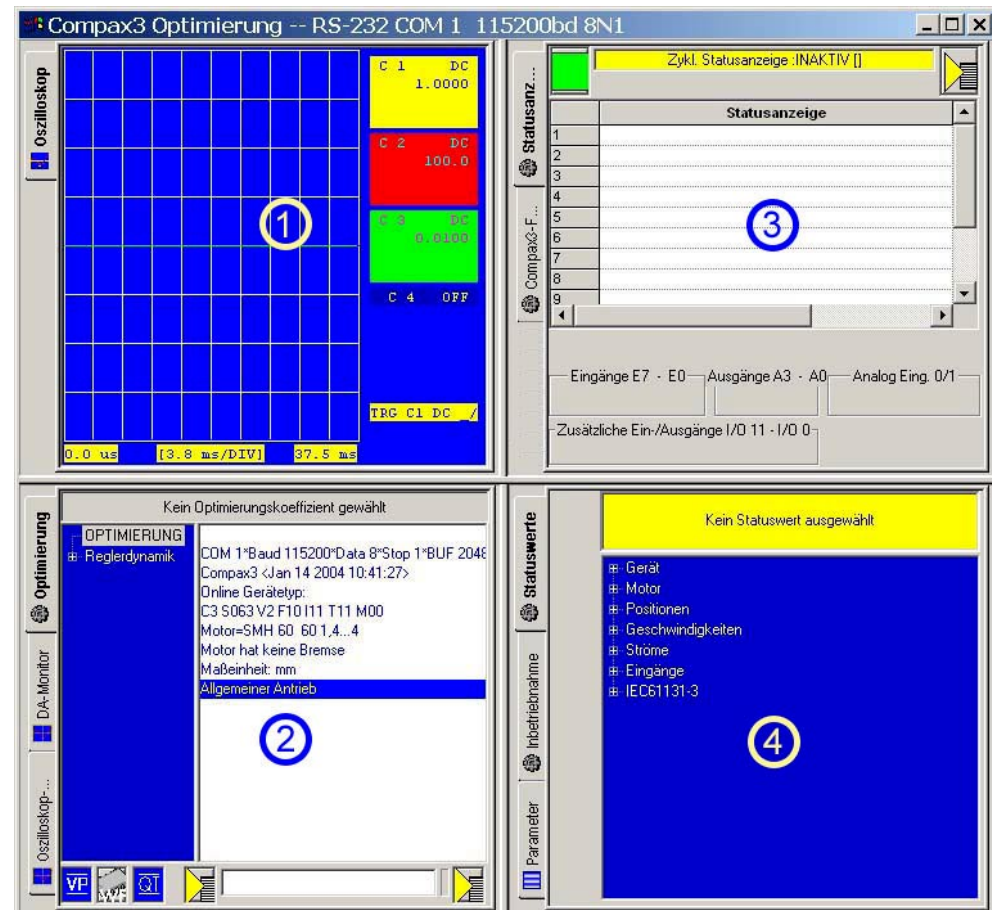 Compax3 Optimierung -- RS-232 COM 1 115200bd 8N1
Oszilloskop
C 1 DC
1.0000
C 2 DC
100.0
C 3 DC
0.0100
C 4 OFF
TRG C1 DC _/
0.0 us [3.8 ms/DIV] 37.5 ms
1
Statusanz...
Compax3-F...
Zykl. Statusanzeige :INAKTIV []
Statusanzeige
1
2
3
4
5
6
7
8
9
3
Eingänge E7 - E0 Ausgänge A3 - A0 Analog Eing. 0/1
Zusätzliche Ein-/Ausgänge I/O 11 - I/O 0
Optimierung
DA-Monitor
Oszilloskop-...
Kein Optimierungskoeffizient gewählt
OPTIMIERUNG
Reglerdynamik
COM 1*Baud 115200*Data 8*Stop 1*BUF 2048
Compax3 <Jan 14 2004 10:41:27>
Online Gerätetyp:
C3 S063 V2 F10 I11 T11 M00
Motor=SMH 60 60 1,4...4
Motor hat keine Bremse
Maßeinheit: mm
Allgemeiner Antrieb
2
VP
QT
Statuswerte
Inbetriebnahme
Parameter
Kein Statuswert ausgewählt
Gerät
Motor
Positionen
Geschwindigkeiten
Ströme
Eingänge
IEC61131-3
4